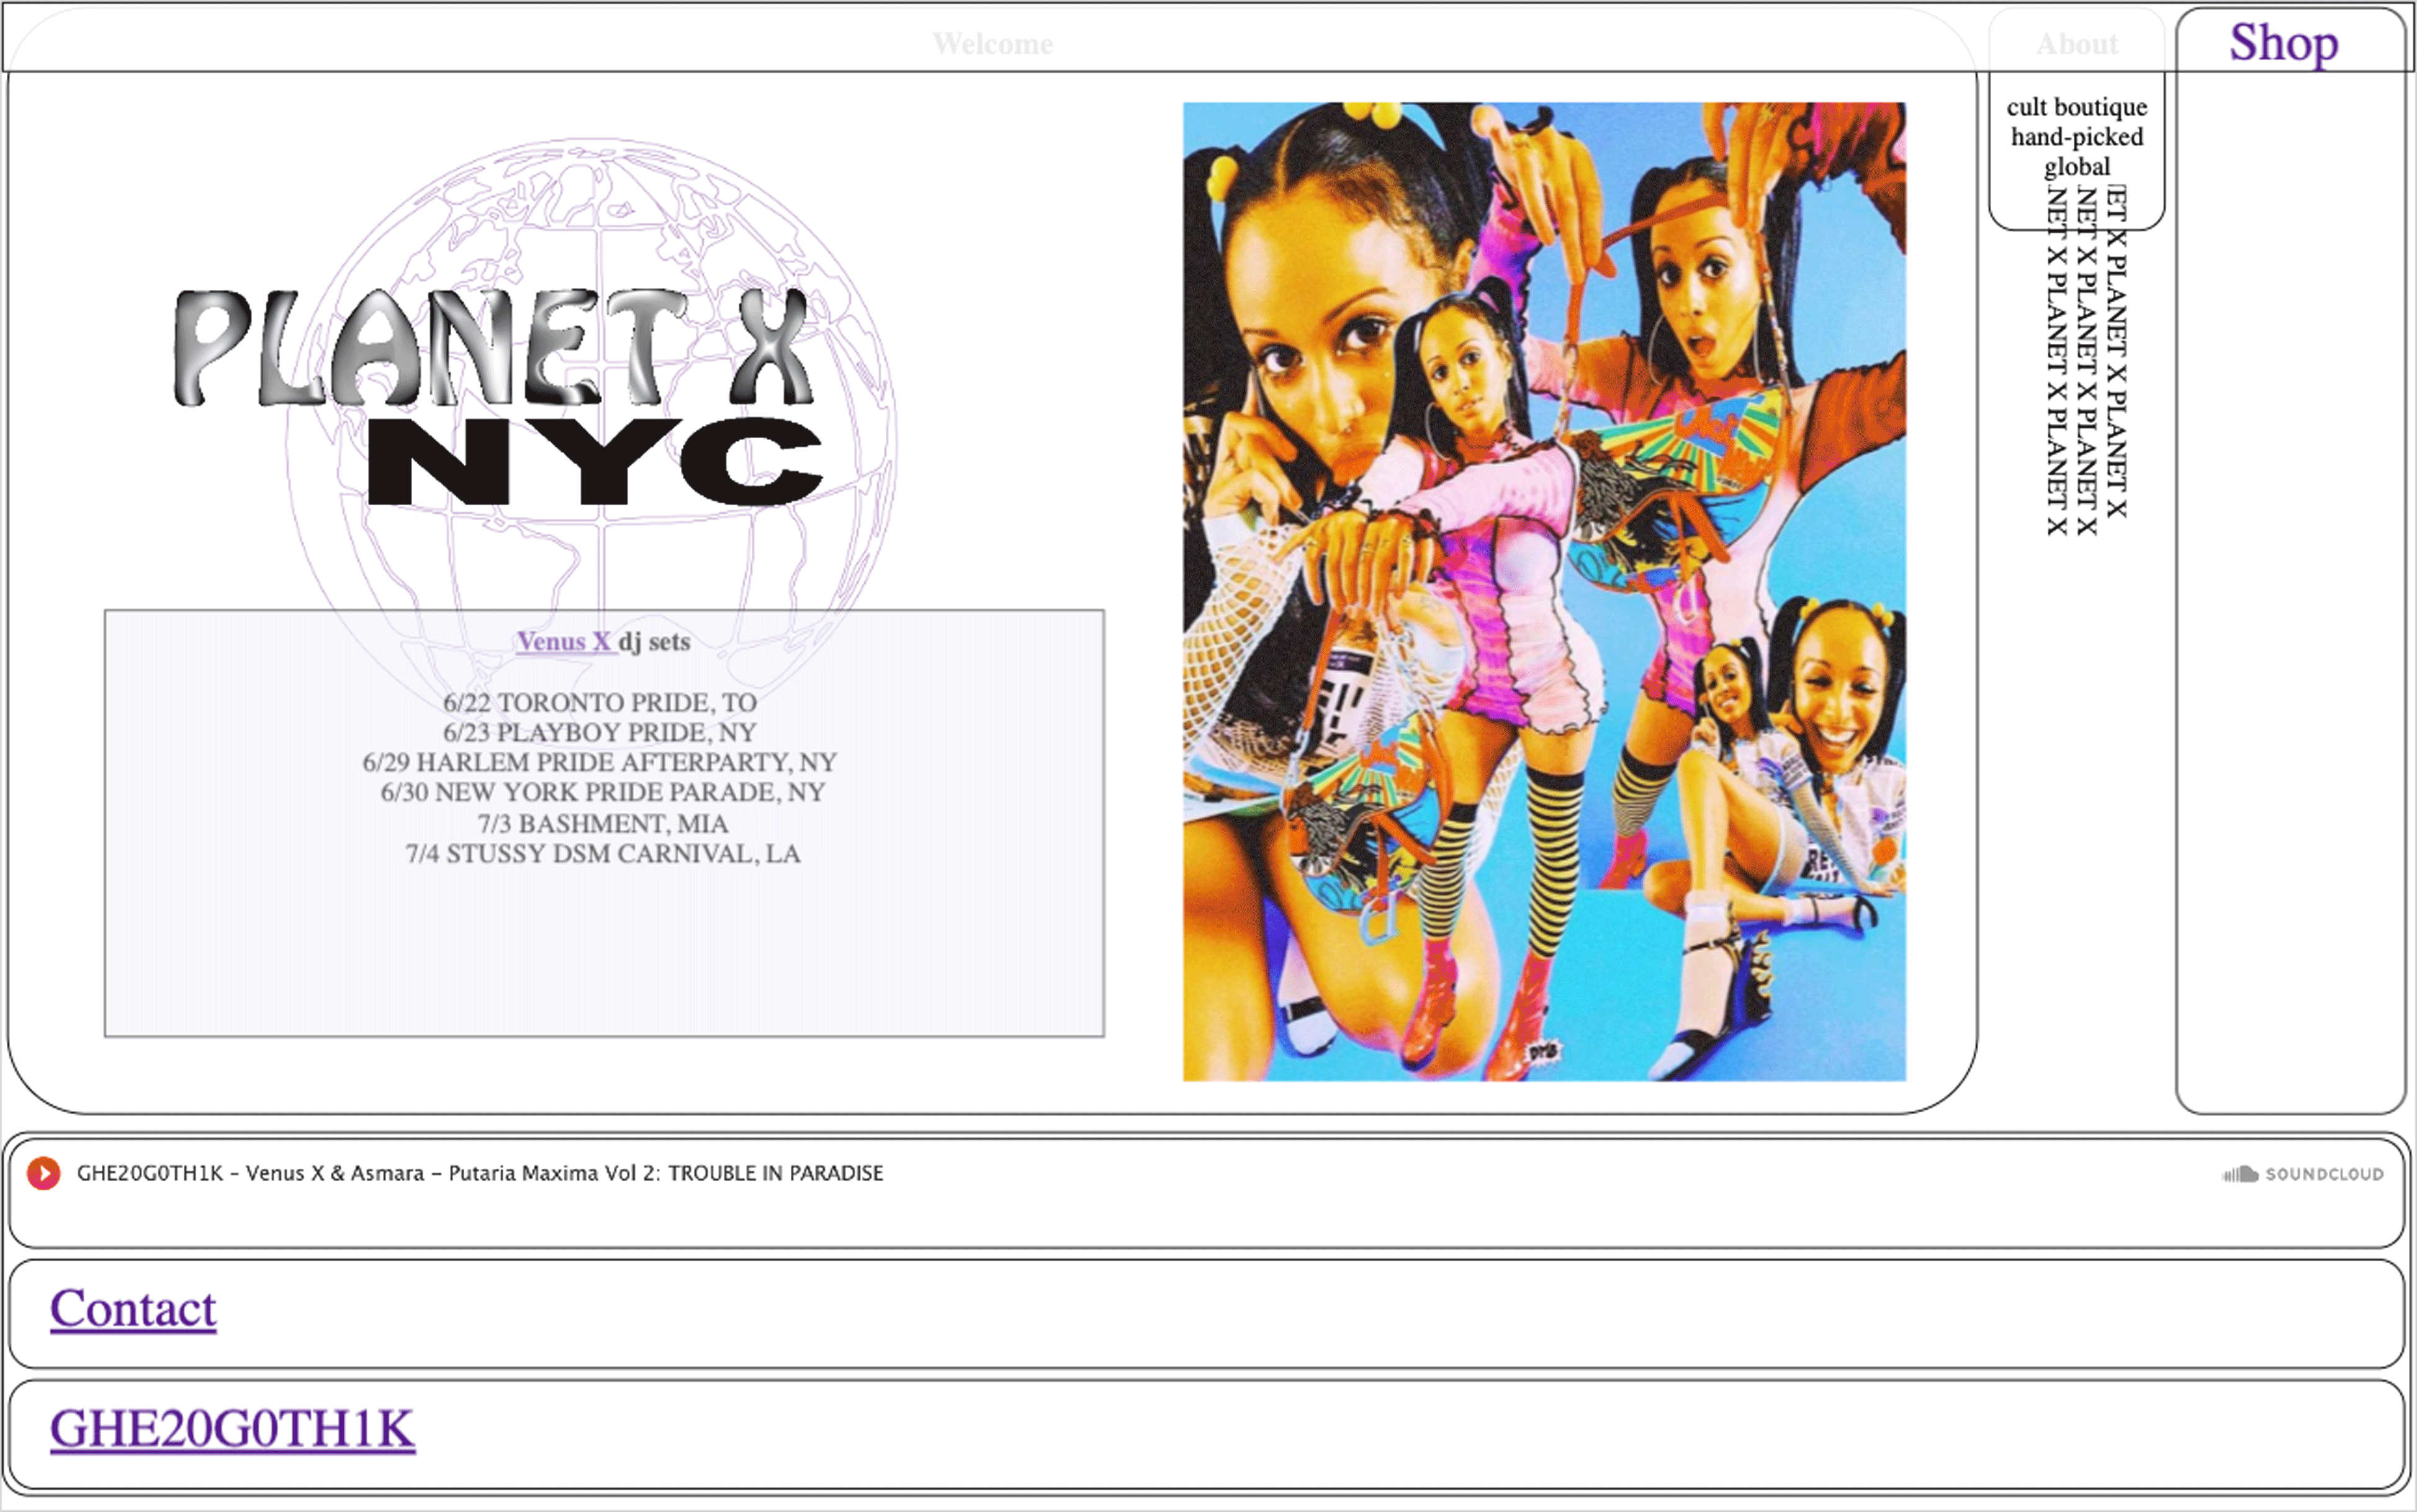 Welcome
About
Shop
cult boutique
hand-picked
global
ET X PLANET X PLANET X
NET X PLANET X PLANET X
NET X PLANET X PLANET X
PLANET X
NYC
Venus X dj sets
6/22 TORONTO PRIDE, TO
6/23 PLAYBOY PRIDE, NY
6/29 HARLEM PRIDE AFTERPARTY, NY
6/30 NEW YORK PRIDE PARADE, NY
7/3 BASHMENT, MIA
7/4 STUSSY DSM CARNIVAL, LA
GHE20G0TH1K - Venus X & Asmara - Putaria Maxima Vol 2: TROUBLE IN PARADISE
SOUNDCLOUD
Contact
GHE20G0TH1K